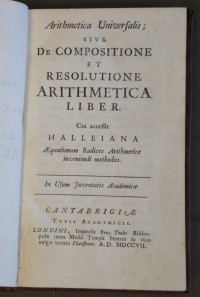 Arithmetica Universalis;
SIVE
DE COMPOSITIONE
ET
RESOLUTIONE
ARITHMETICA
LIBER.
Cui accessit
HALLEIANA
Æquationum Radices Arithmetice
inveniendi methodus.
In Usum Juventutis Academicæ.
CANTABRIGIÆ
TYPIS ACADEMICIS.
LONDINI, Impensis Benj. Tooke Bibliopolæ
juxta Medii Templi Portam in vico
vulgo vocato Fleetstreet. A. D. MDCCVII.